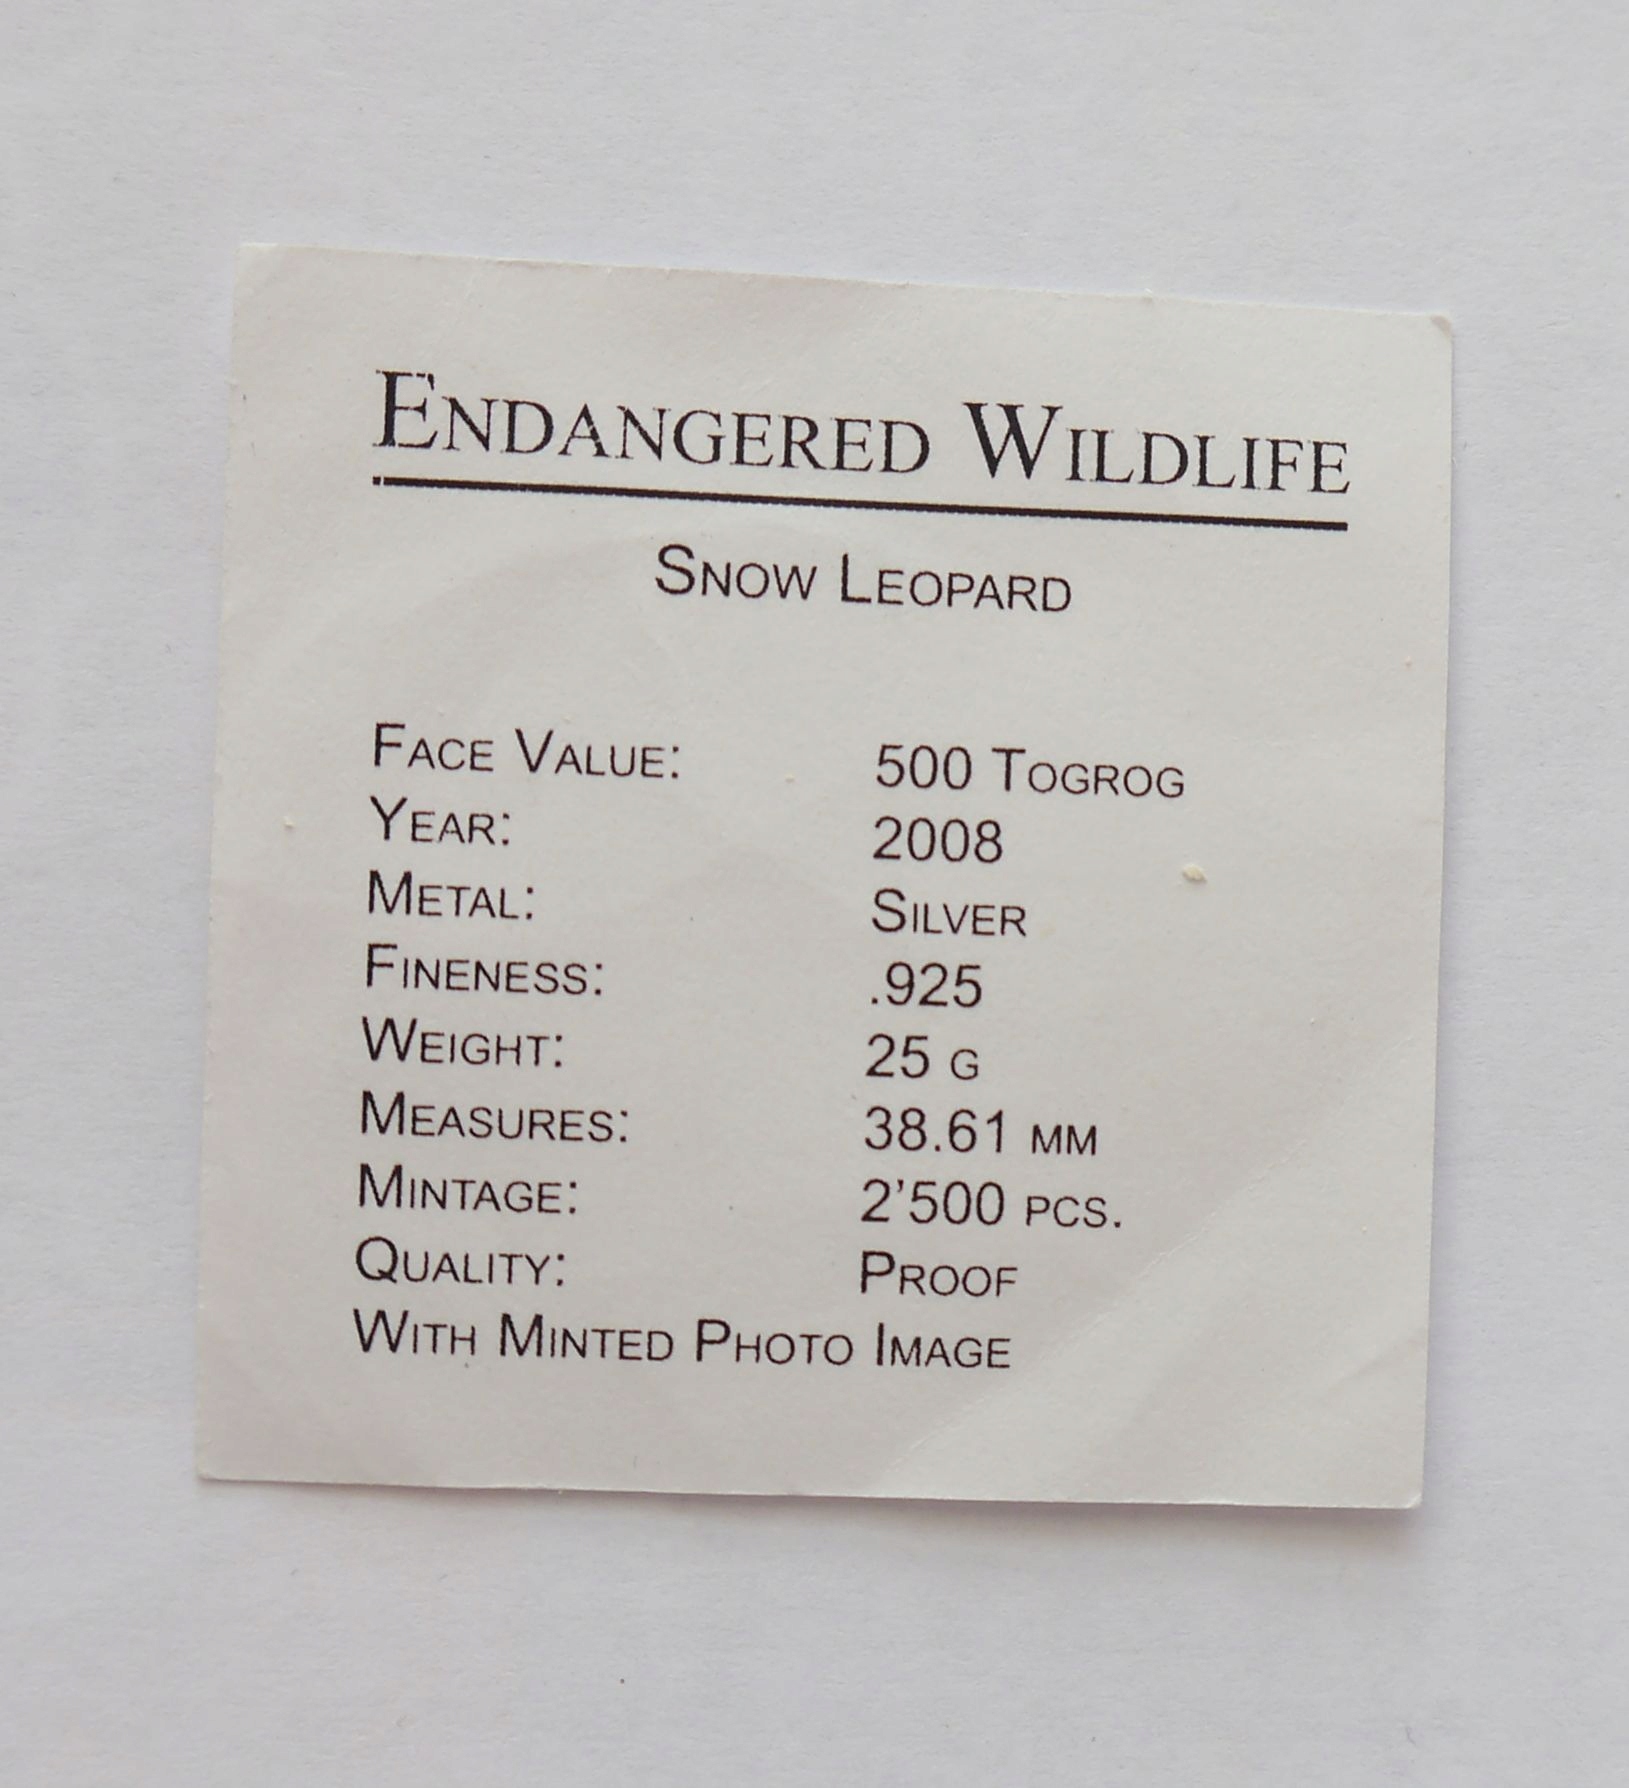 ENDANGERED WILDLIFE
SNOW LEOPARD
FACE VALUE: 500 TOGROG
YEAR: 2008
METAL: SILVER
FINENESS: .925
WEIGHT: 25 G
MEASURES: 38.61 MM
MINTAGE: 2'500 PCS.
QUALITY: PROOF
WITH MINTED PHOTO IMAGE